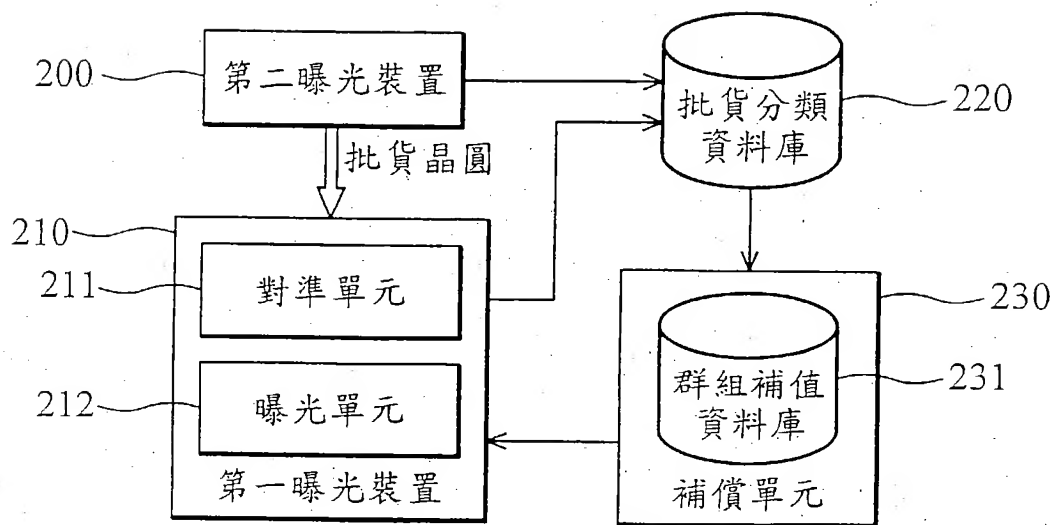 200
第二曝光裝置
批貨分類
資料庫
220
批貨晶圓
210
211
對準單元
230
群組補值
資料庫
231
212
曝光單元
第一曝光裝置
補償單元